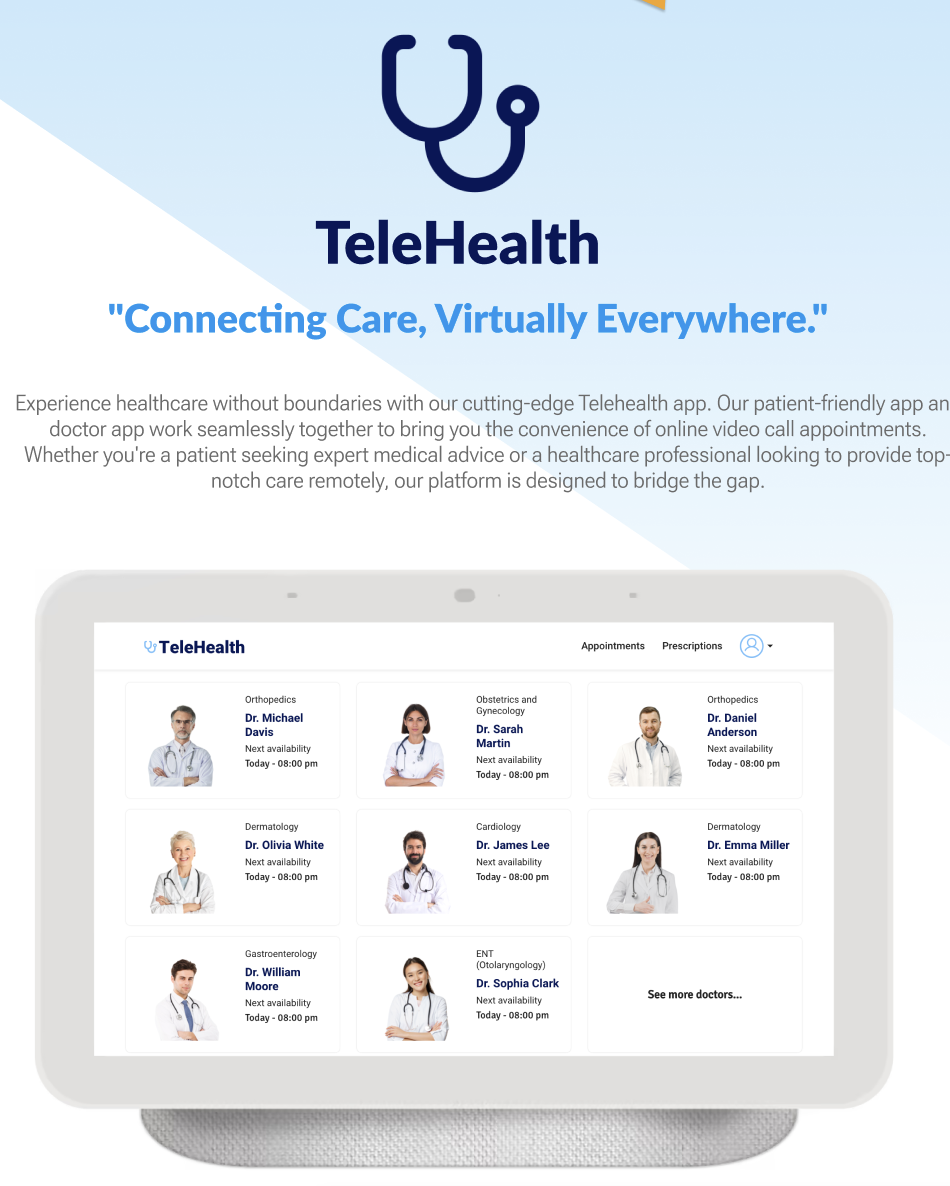 TeleHealth
"Connecting Care, Virtually Everywhere."
Experience healthcare without boundaries with our cutting-edge Telehealth app. Our patient-friendly app an
doctor app work seamlessly together to bring you the convenience of online video call appointments.
Whether you're a patient seeking expert medical advice or a healthcare professional looking to provide top-
notch care remotely, our platform is designed to bridge the gap.
TeleHealth
Appointments
Prescriptions
Orthopedics
Dr. Michael
Davis
Next availability
Today - 08:00 pm
Obstetrics and
Gynecology
Dr. Sarah
Martin
Next availability
Today - 08:00 pm
Orthopedics
Dr. Daniel
Anderson
Next availability
Today - 08:00 pm
Dermatology
Dr. Olivia White
Next availability
Today - 08:00 pm
Cardiology
Dr. James Lee
Next availability
Today - 08:00 pm
Dermatology
Dr. Emma Miller
Next availability
Today - 08:00 pm
Gastroenterology
Dr. William
Moore
Next availability
Today - 08:00 pm
ENT
(Otolaryngology)
Dr. Sophia Clark
Next availability
Today - 08:00 pm
See more doctors...